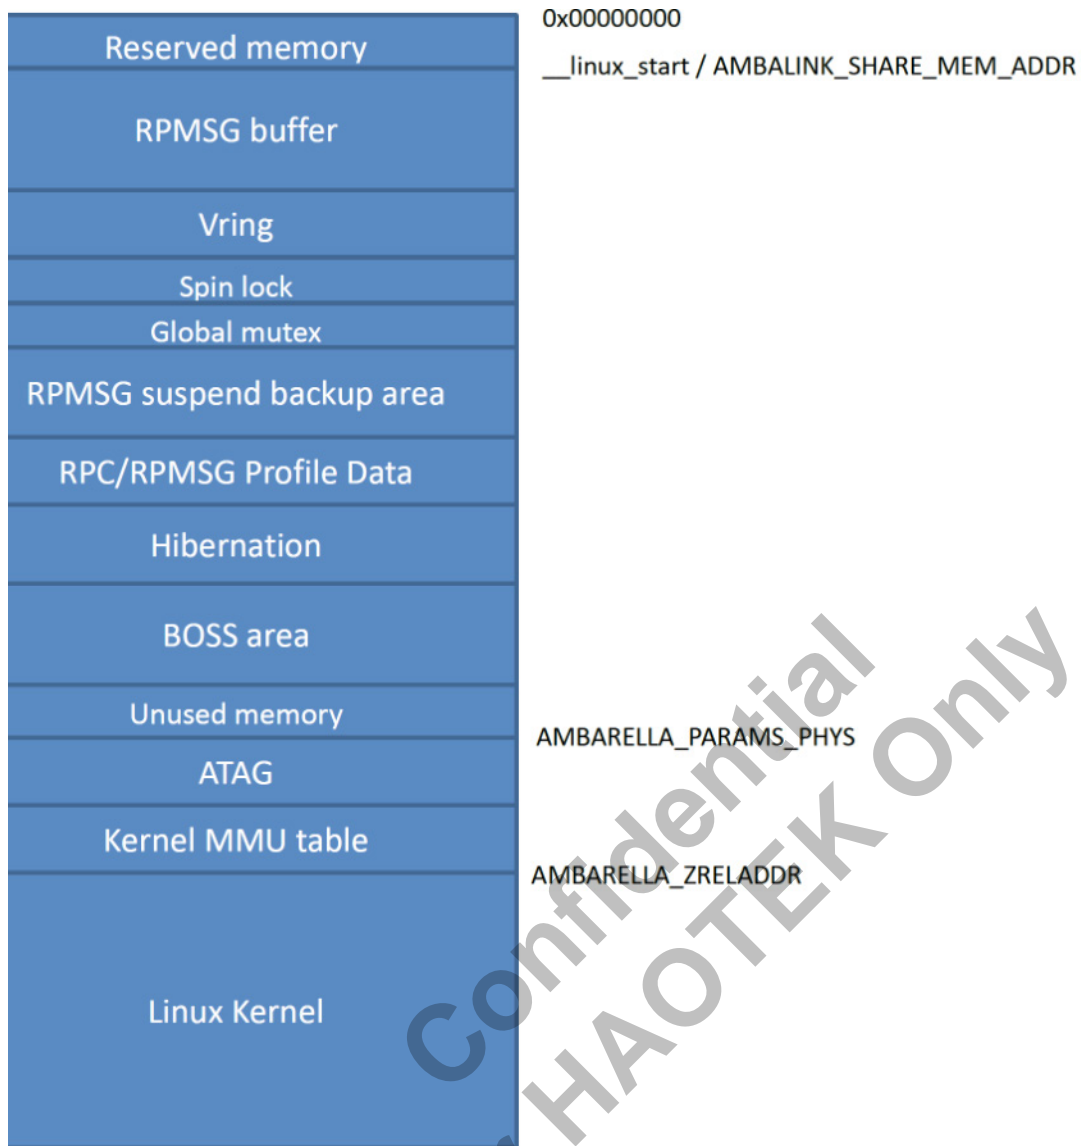 0x00000000
Reserved memory
__linux_start / AMBALINK_SHARE_MEM_ADDR
RPMSG buffer
Vring
Spin lock
Global mutex
RPMSG suspend backup area
RPC/RPMSG Profile Data
Hibernation
BOSS area
Unused memory
AMBARELLA_PARAMS_PHYS
ATAG
Kernel MMU table
AMBARELLA_ZRELADDR
Linux Kernel
Confidential
HAOTEK Only